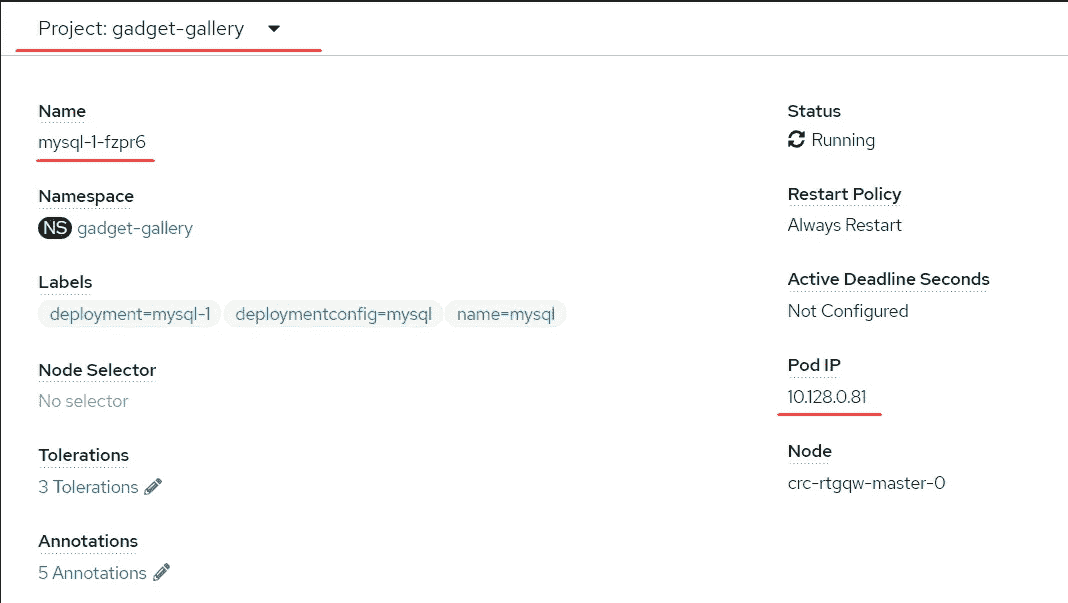 Project: gadget-gallery
Name
mysql-1-fzpr6
Namespace
NS gadget-gallery
Labels
deployment=mysql-1 deploymentconfig=mysql name=mysql
Node Selector
No selector
Tolerations
3 Tolerations
Annotations
5 Annotations
Status
Running
Restart Policy
Always Restart
Active Deadline Seconds
Not Configured
Pod IP
10.128.0.81
Node
crc-rtgqw-master-0